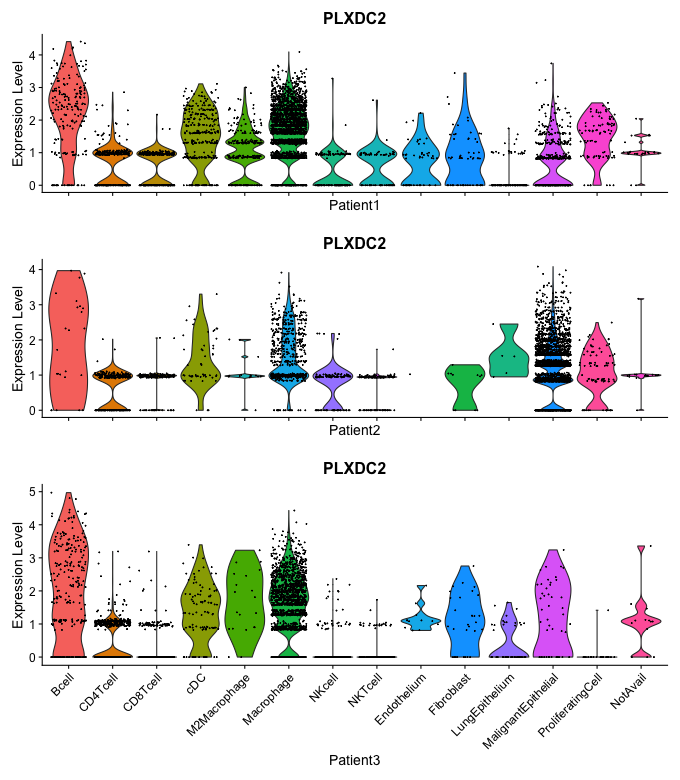 PLXDC2
Expression Level
4
3
2
1
0
Patient1
PLXDC2
Expression Level
4
3
2
1
0
Patient2
PLXDC2
Expression Level
5
4
3
2
1
0
Bcell
CD4Tcell
CD8Tcell
cDC
M2Macrophage
Macrophage
NKcell
NKTcell
Endothelium
Fibroblast
LungEpithelium
MalignantEpithelial
ProliferatingCell
NotAvail
Patient3